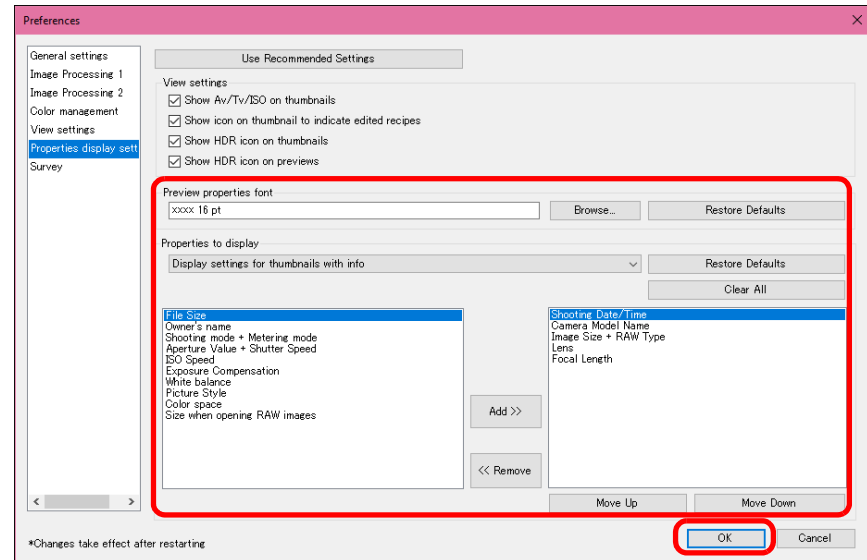 Preferences
General settings
Image Processing 1
Image Processing 2
Color management
View settings
Properties display sett
Survey
Use Recommended Settings
View settings
Show Av/Tv/ISO on thumbnails
Show icon on thumbnail to indicate edited recipes
Show HDR icon on thumbnails
Show HDR icon on previews
Preview properties font
xxxx 16 pt
Browse...
Restore Defaults
Properties to display
Display settings for thumbnails with info
Restore Defaults
Clear All
File Size
Owner's name
Shooting mode + Metering mode
Aperture Value + Shutter Speed
ISO Speed
Exposure Compensation
White balance
Picture Style
Color space
Size when opening RAW images
Add >>
<< Remove
Shooting Date/Time
Camera Model Name
Image Size + RAW Type
Lens
Focal Length
Move Up
Move Down
*Changes take effect after restarting
OK
Cancel